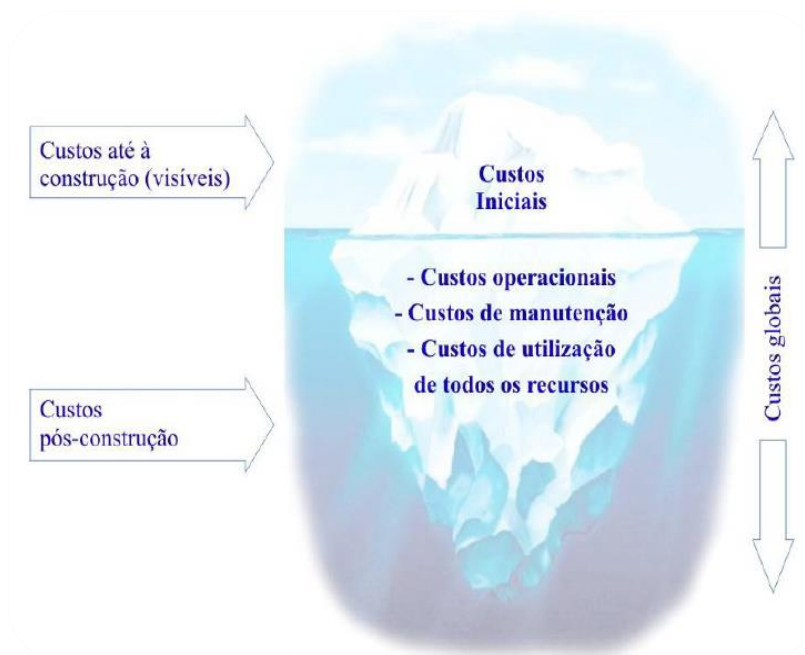 Custos até à
construção (visíveis)
Custos
Iniciais
- Custos operacionais
- Custos de manutenção
- Custos de utilização
de todos os recursos
Custos
pós-construção
Custos globais